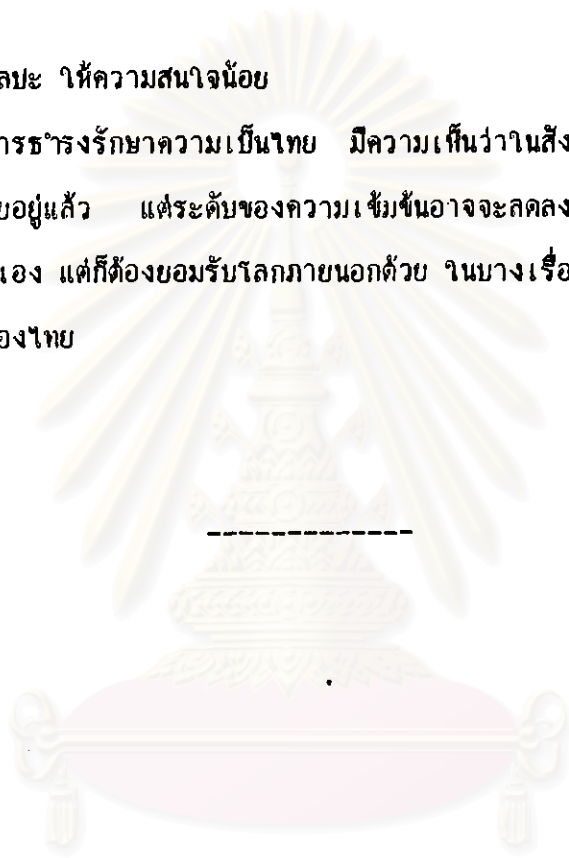 ลปะ ให้ความสนใจน้อย
ารธำรงรักษาความเป็นไทย มีความเห็นว่าในสัง
ยอยู่แล้ว แต่ระดับของความเข้มข้นอาจจะลดลง
เอง แต่ก็ต้องยอมรับโลกภายนอกด้วย ในบางเรื่อ
องไทย
-------------